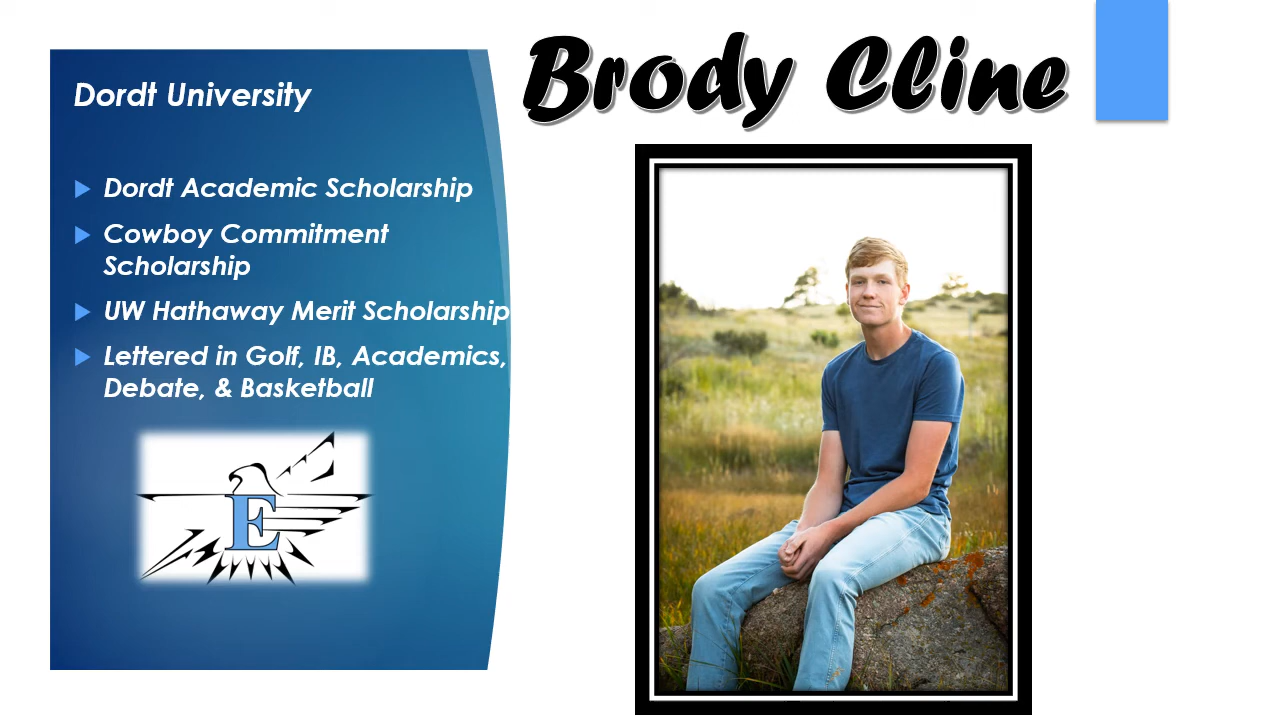 Brody Cline
Dordt University
Dordt Academic Scholarship
Cowboy Commitment
Scholarship
UW Hathaway Merit Scholarship
Lettered in Golf, IB, Academics,
Debate, & Basketball
E